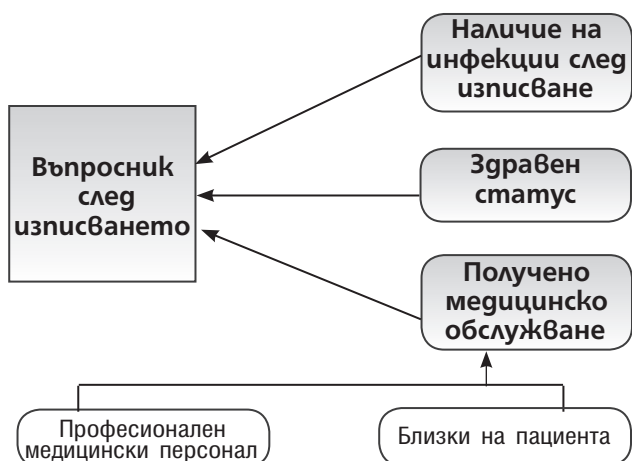 Наличие на
инфекции след
изписване
Въпросник
след
изписването
Здравен
статус
Получено
медицинско
обслужване
Професионален
медицински персонал
Близки на пациента